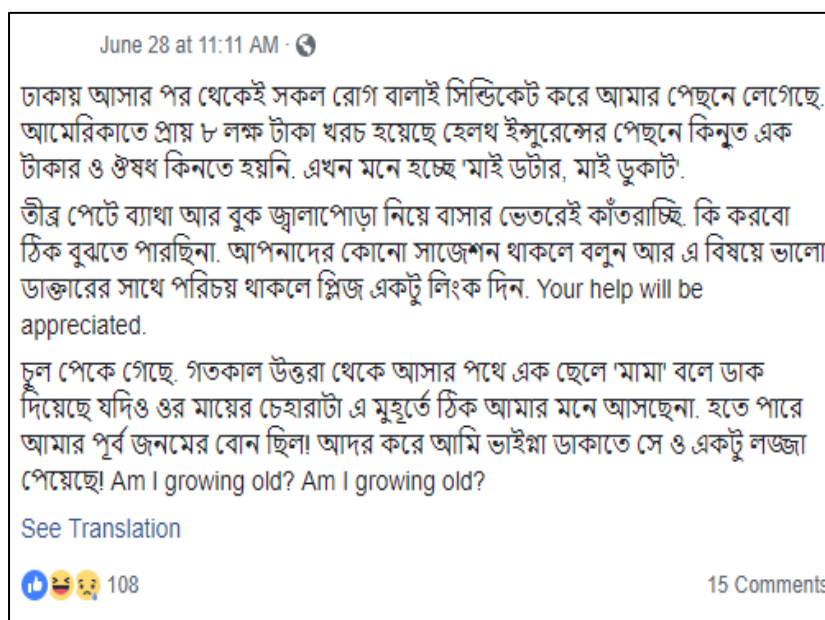 June 28 at 11:11 AM ·
ঢাকায় আসার পর থেকেই সকল রোগ বালাই সিন্ডিকেট করে আমার পেছনে লেগেছে.
আমেরিকাতে প্রায় ৮ লক্ষ টাকা খরচ হয়েছে হেলথ ইন্সুরেন্সের পেছনে কিনুত এক
টাকার ও ঔষধ কিনতে হয়নি. এখন মনে হচ্ছে 'মাই ডটার, মাই ডুকাট'.
তীব্র পেটে ব্যাথা আর বুক জ্বালাপোড়া নিয়ে বাসার ভেতরেই কাঁতরাচ্ছি. কি করবো
ঠিক বুঝতে পারছিনা. আপনাদের কোনো সাজেশন থাকলে বলুন আর এ বিষয়ে ভালো
ডাক্তারের সাথে পরিচয় থাকলে প্লিজ একটু লিংক দিন. Your help will be
appreciated.
চুল পেকে গেছে. গতকাল উত্তরা থেকে আসার পথে এক ছেলে 'মামা' বলে ডাক
দিয়েছে যদিও ওর মায়ের চেহারাটা এ মুহূর্তে ঠিক আমার মনে আসছেনা. হতে পারে
আমার পূর্ব জনমের বোন ছিল! আদর করে আমি ভাইগ্না ডাকাতে সে ও একটু লজ্জা
পেয়েছে! Am I growing old? Am I growing old?
See Translation
108 15 Comments